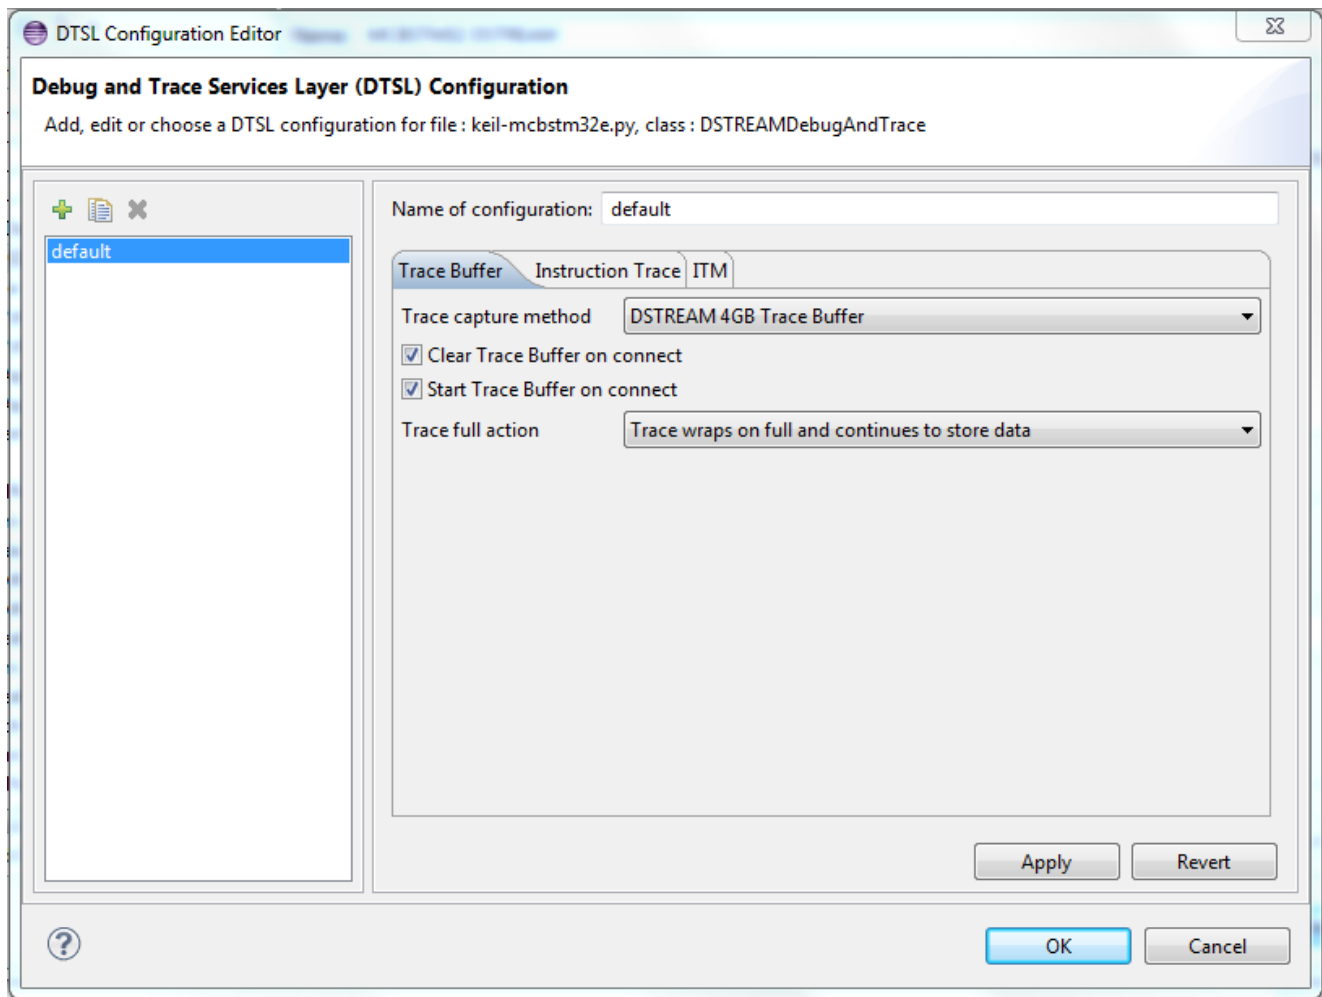 DTSL Configuration Editor
Debug and Trace Services Layer (DTSL) Configuration
Add, edit or choose a DTSL configuration for file : keil-mcbstm32e.py, class : DSTREAMDebugAndTrace
default
Name of configuration: default
Trace Buffer Instruction Trace ITM
Trace capture method DSTREAM 4GB Trace Buffer
Clear Trace Buffer on connect
Start Trace Buffer on connect
Trace full action Trace wraps on full and continues to store data
Apply Revert
OK Cancel